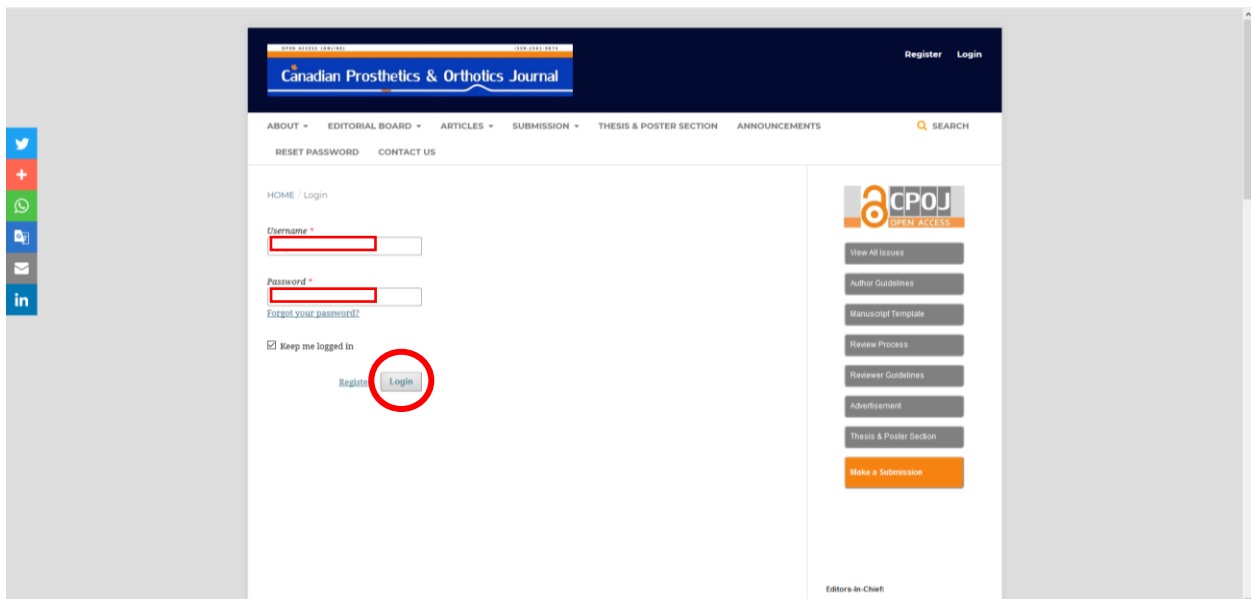 OPEN ACCESS (ONLINE) ISSN:2561-987X
Canadian Prosthetics & Orthotics Journal
Register Login
ABOUT EDITORIAL BOARD ARTICLES SUBMISSION THESIS & POSTER SECTION ANNOUNCEMENTS SEARCH
RESET PASSWORD CONTACT US
HOME / Login
Username *
Password *
Forgot your password?
Keep me logged in
Login
CPOJ
OPEN ACCESS
View All Issues
Author Guidelines
Manuscript Template
Review Process
Reviewer Guidelines
Advertisement
Thesis & Poster Section
Make a Submission
Editors-In-Chief:
in